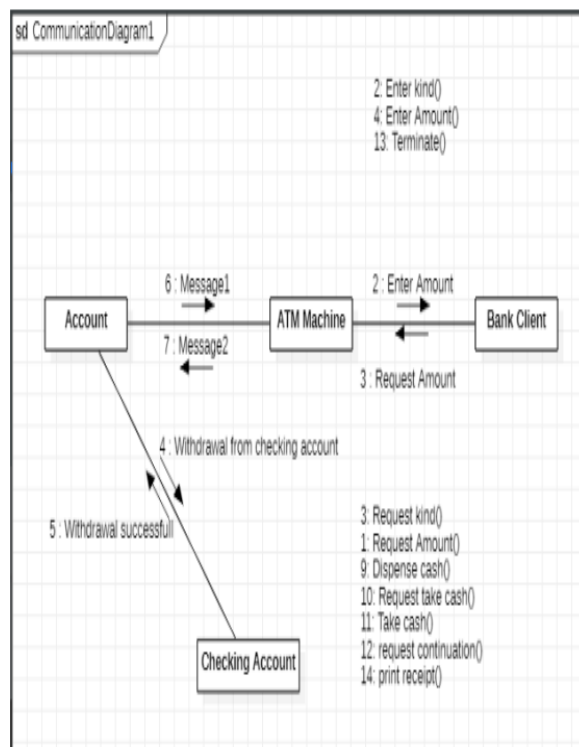 sd CommunicationDiagram1
2: Enter kind()
4: Enter Amount()
13: Terminate()
6 : Message1
2 : Enter Amount
Account
ATM Machine
Bank Client
7 : Message2
3 : Request Amount
4 : Withdrawal from checking account
5 : Withdrawal successfull
3: Request kind()
1: Request Amount()
9: Dispense cash()
10: Request take cash()
11: Take cash()
12: request continuation()
14: print receipt()
Checking Account